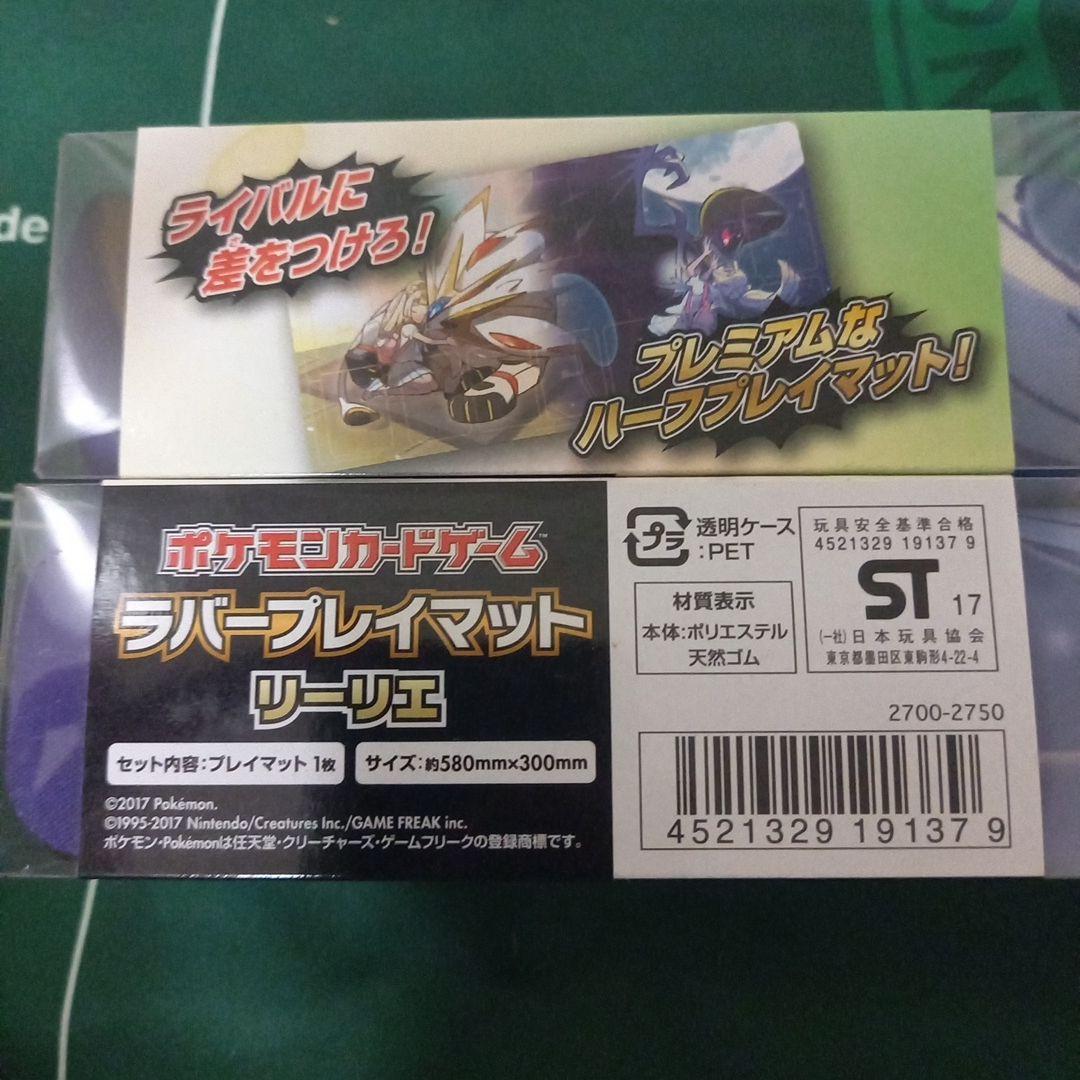 de
ON
ライバルに
差をつけろ!
プレミアムな
ハーフプレイマット!
ポケモンカードゲーム™
ラバープレイマット
リーリエ
セット内容:プレイマット 1枚
サイズ:約580mm×300mm
©2017 Pokémon.
©1995-2017 Nintendo/Creatures Inc./GAME FREAK inc.
ポケモン・Pokémonは任天堂・クリーチャーズ・ゲームフリークの登録商標です。
プラ
透明ケース
:PET
材質表示
本体:ポリエステル
天然ゴム
玩具安全基準合格
4521329 19137 9
ST 17
(一社)日本玩具協会
東京都墨田区東駒形4-22-4
2700-2750
4521329 191379